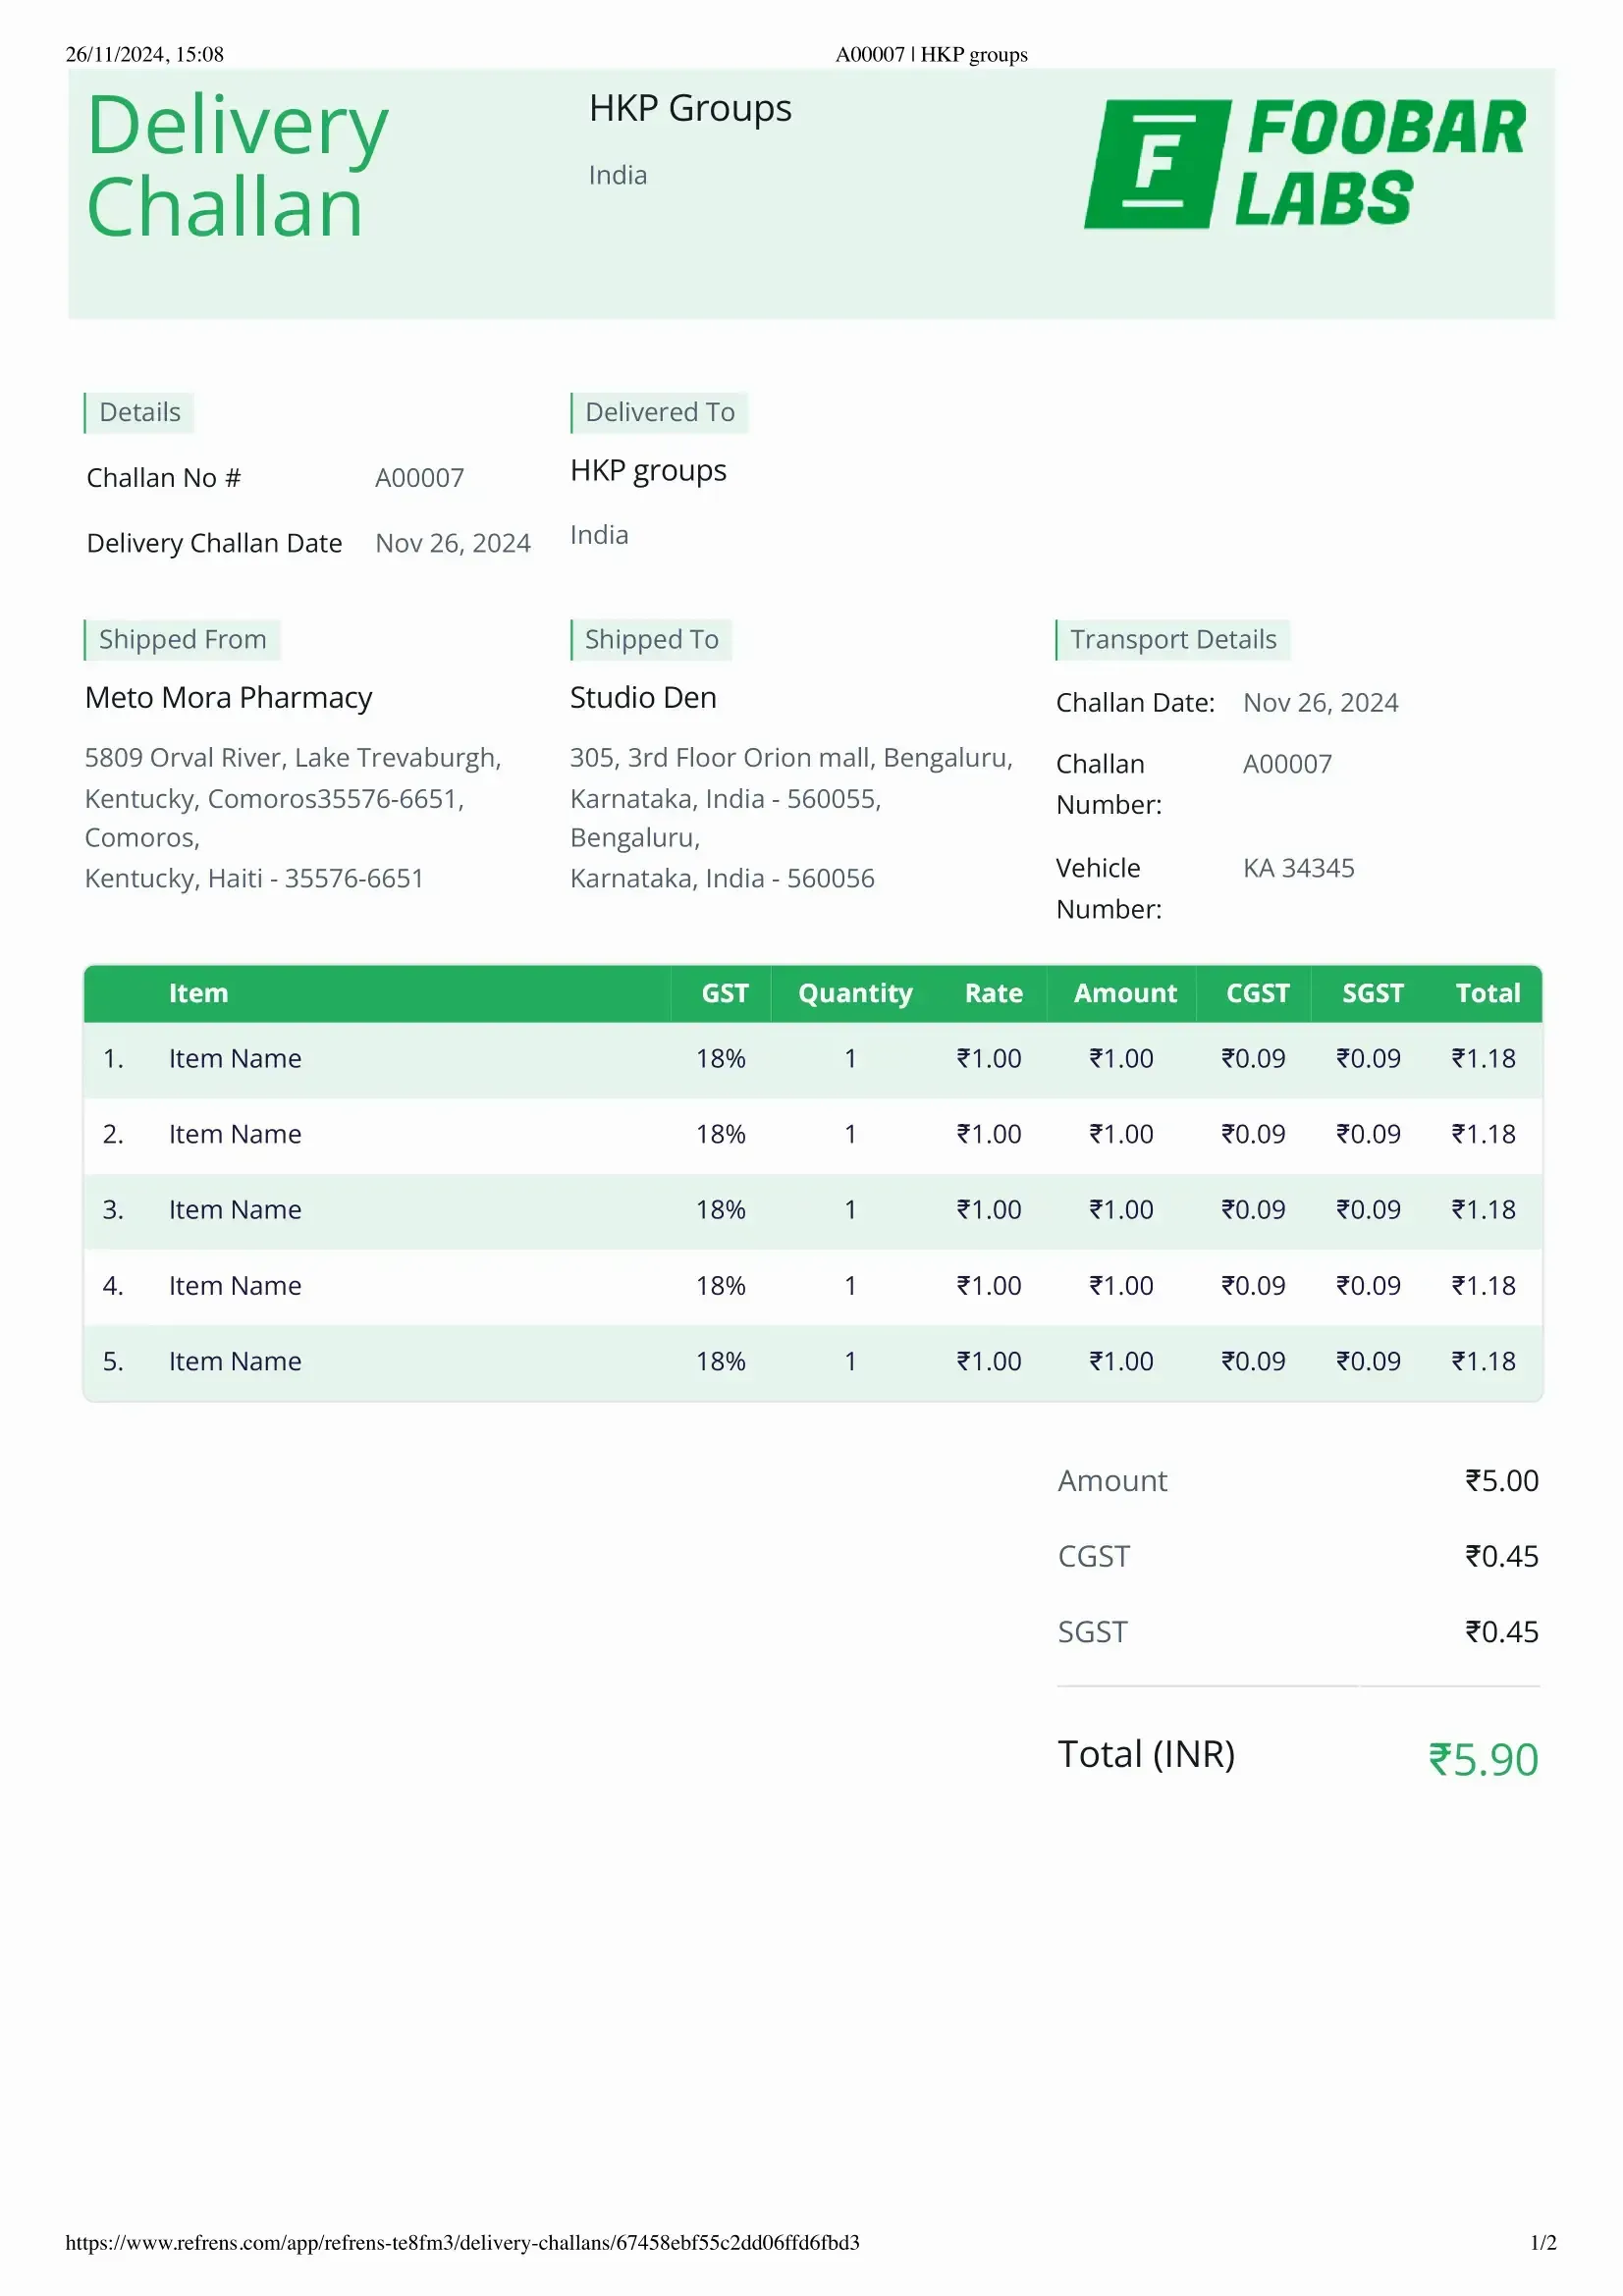 26/11/2024, 15:08
A00007 | HKP groups
Delivery
Challan
HKP Groups
India
FOOBAR
LABS
F
Details
Challan No # A00007
Delivery Challan Date Nov 26, 2024
Delivered To
HKP groups
India
Shipped From
Meto Mora Pharmacy
5809 Orval River, Lake Trevaburgh,
Kentucky, Comoros35576-6651,
Comoros,
Kentucky, Haiti - 35576-6651
Shipped To
Studio Den
305, 3rd Floor Orion mall, Bengaluru,
Karnataka, India - 560055,
Bengaluru,
Karnataka, India - 560056
Transport Details
Challan Date: Nov 26, 2024
Challan A00007
Number:
Vehicle KA 34345
Number:
Item GST Quantity Rate Amount CGST SGST Total
1. Item Name 18% 1 ₹1.00 ₹1.00 ₹0.09 ₹0.09 ₹1.18
2. Item Name 18% 1 ₹1.00 ₹1.00 ₹0.09 ₹0.09 ₹1.18
3. Item Name 18% 1 ₹1.00 ₹1.00 ₹0.09 ₹0.09 ₹1.18
4. Item Name 18% 1 ₹1.00 ₹1.00 ₹0.09 ₹0.09 ₹1.18
5. Item Name 18% 1 ₹1.00 ₹1.00 ₹0.09 ₹0.09 ₹1.18
Amount ₹5.00
CGST ₹0.45
SGST ₹0.45
Total (INR) ₹5.90
https://www.refrens.com/app/refrens-te8fm3/delivery-challans/67458ebf55c2dd06ffd6fbd3
1/2